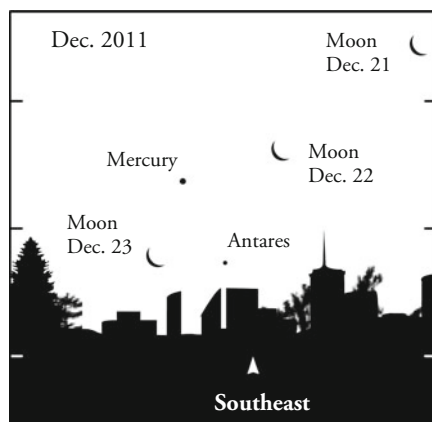 Dec. 2011
Moon
Dec. 21
Mercury
Moon
Dec. 22
Moon
Dec. 23
Antares
Southeast